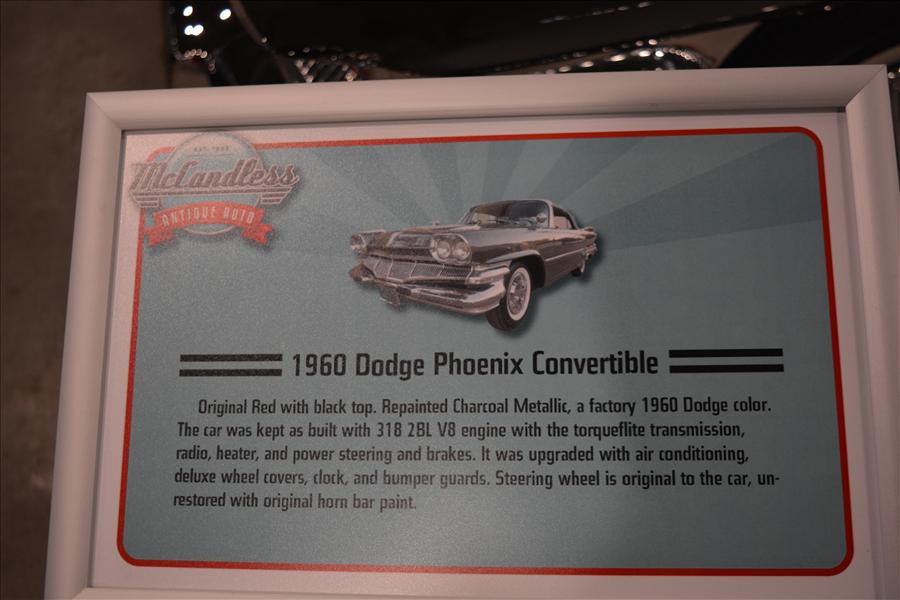 McCandless
ANTIQUE AUTO
1960 Dodge Phoenix Convertible
Original Red with black top. Repainted Charcoal Metallic, a factory 1960 Dodge color.
The car was kept as built with 318 2BL V8 engine with the torqueflite transmission,
radio, heater, and power steering and brakes. It was upgraded with air conditioning,
deluxe wheel covers, clock, and bumper guards. Steering wheel is original to the car, un-
restored with original horn bar paint.